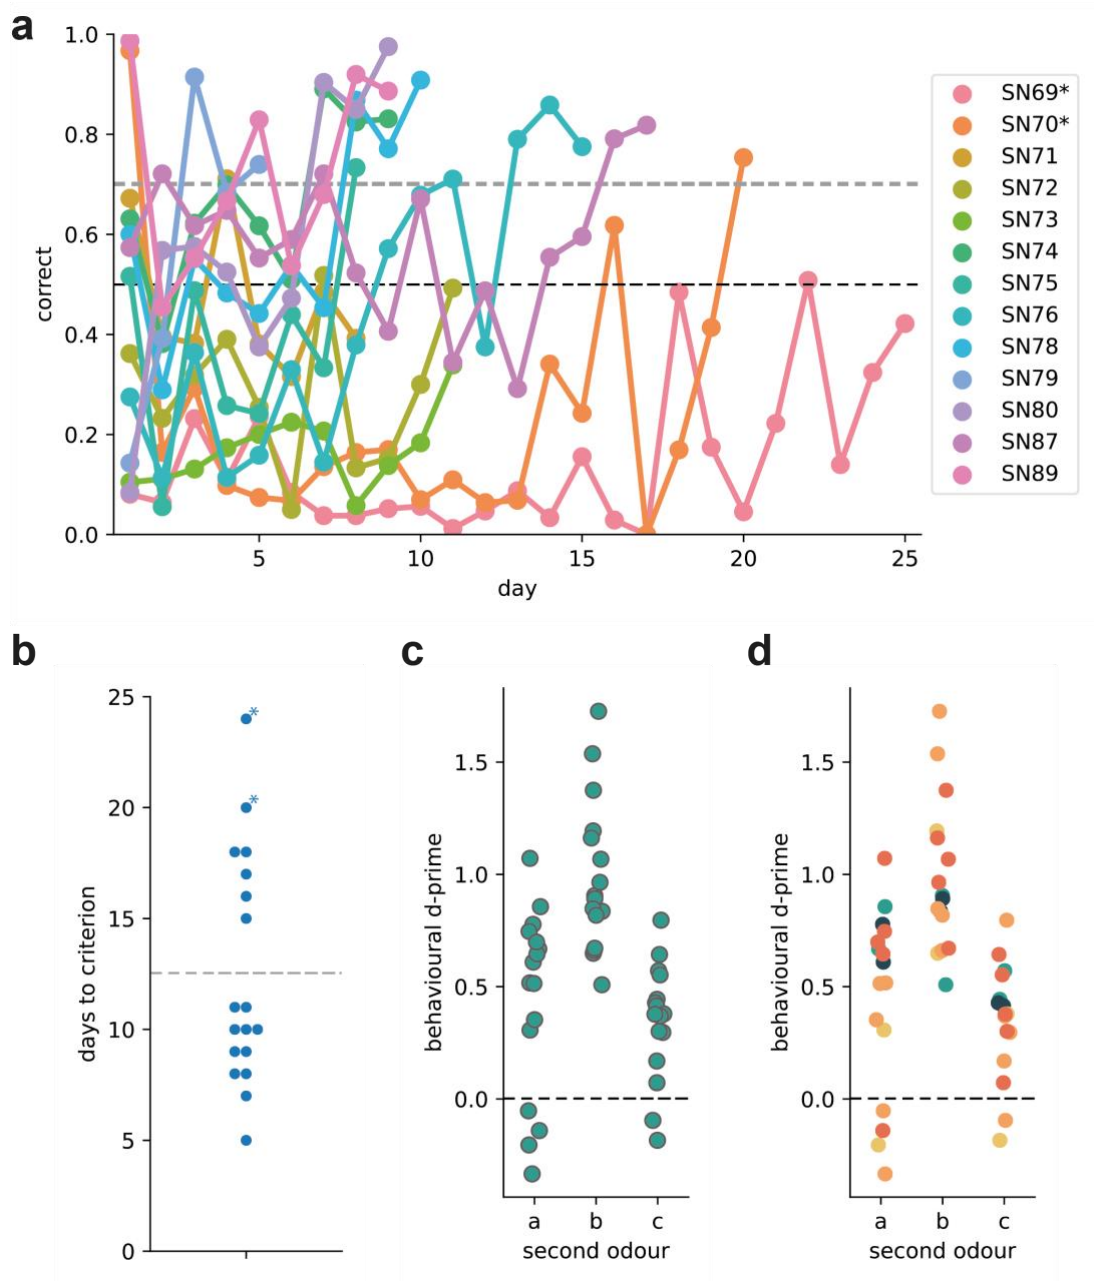 a
1.0
0.8
0.6
0.4
0.2
0.0
correct
5 10 15 20 25
day
SN69*
SN70*
SN71
SN72
SN73
SN74
SN75
SN76
SN78
SN79
SN80
SN87
SN89
b
25
20
15
10
5
0
days to criterion
*
*
c
1.5
1.0
0.5
0.0
behavioural d-prime
a b c
second odour
d
1.5
1.0
0.5
0.0
behavioural d-prime
a b c
second odour